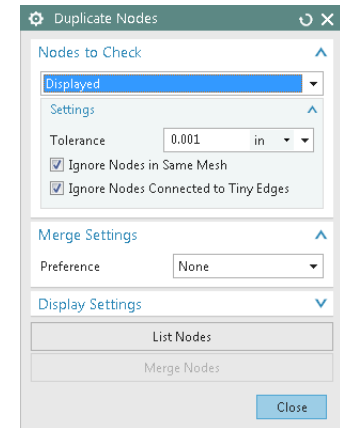 Duplicate Nodes
Nodes to Check
Displayed
Settings
Tolerance 0.001 in
Ignore Nodes in Same Mesh
Ignore Nodes Connected to Tiny Edges
Merge Settings
Preference None
Display Settings
List Nodes
Merge Nodes
Close